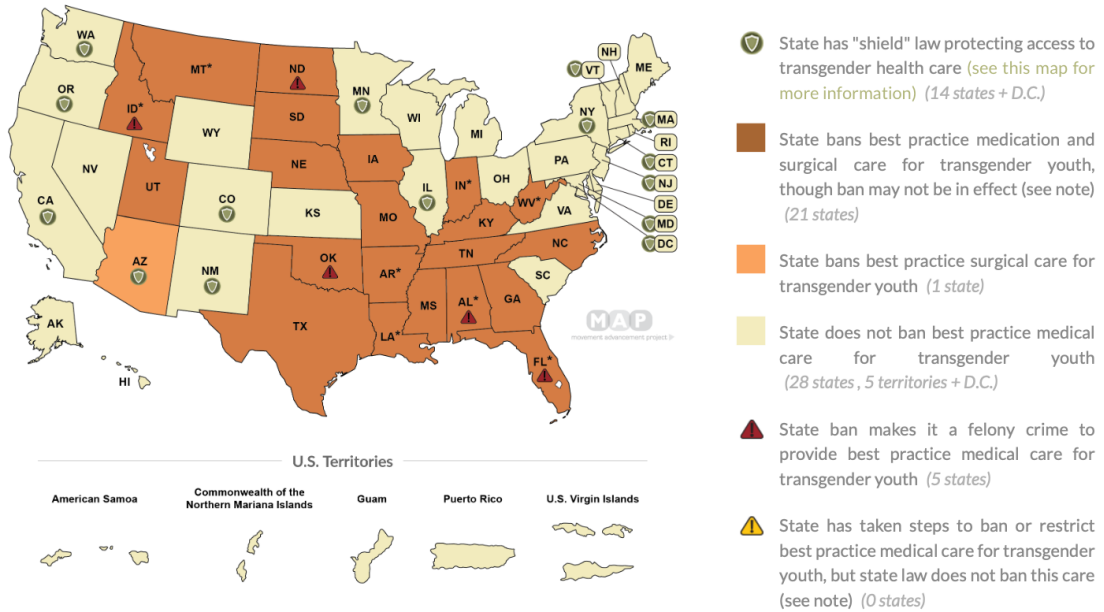 WA
OR
CA
NV
ID*
MT*
WY
UT
AZ
CO
NM
ND
SD
NE
KS
OK
TX
MN
IA
MO
AR*
LA*
WI
IL
MI
IN*
OH
KY
TN
MS
AL*
GA
FL*
SC
NC
VA
WV*
PA
NY
NH
VT
ME
MA
RI
CT
NJ
DE
MD
DC
AK
HI
MAP
movement advancement project
U.S. Territories
American Samoa
Commonwealth of the
Northern Mariana Islands
Guam
Puerto Rico
U.S. Virgin Islands
State has "shield" law protecting access to
transgender health care (see this map for
more information) (14 states + D.C.)
State bans best practice medication and
surgical care for transgender youth,
though ban may not be in effect (see note)
(21 states)
State bans best practice surgical care for
transgender youth (1 state)
State does not ban best practice medical
care for transgender youth
(28 states , 5 territories + D.C.)
State ban makes it a felony crime to
provide best practice medical care for
transgender youth (5 states)
State has taken steps to ban or restrict
best practice medical care for transgender
youth, but state law does not ban this care
(see note) (0 states)